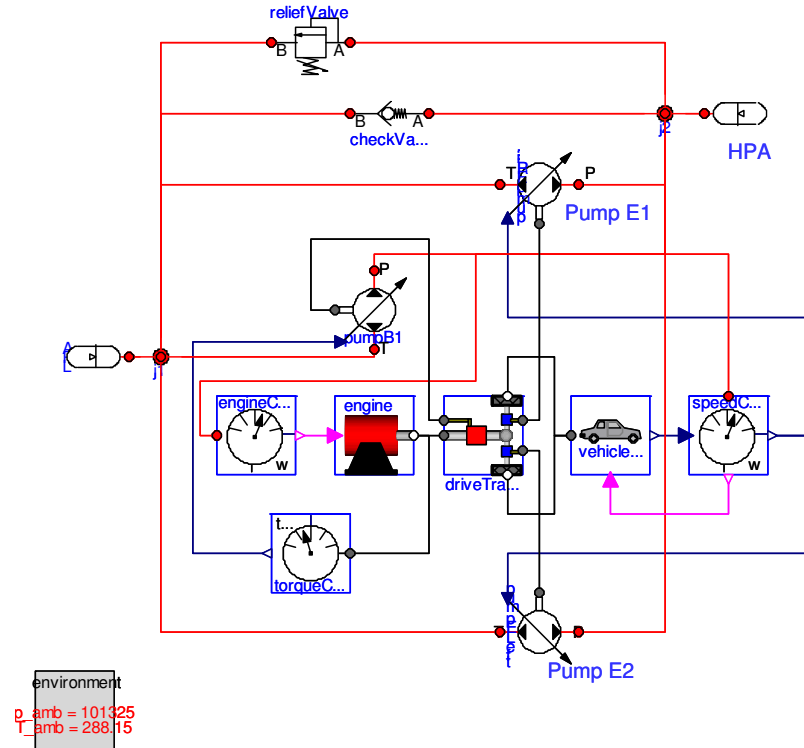 reliefValve
B A
B A
checkVa...
j2
HPA
T P
Pump E1
P
pumpB1
T
j1
engineC...
w
engine
driveTra...
vehicle...
speedC...
w
t...
torqueC...
Pump E2
environment
p_amb = 101325
T_amb = 288.15